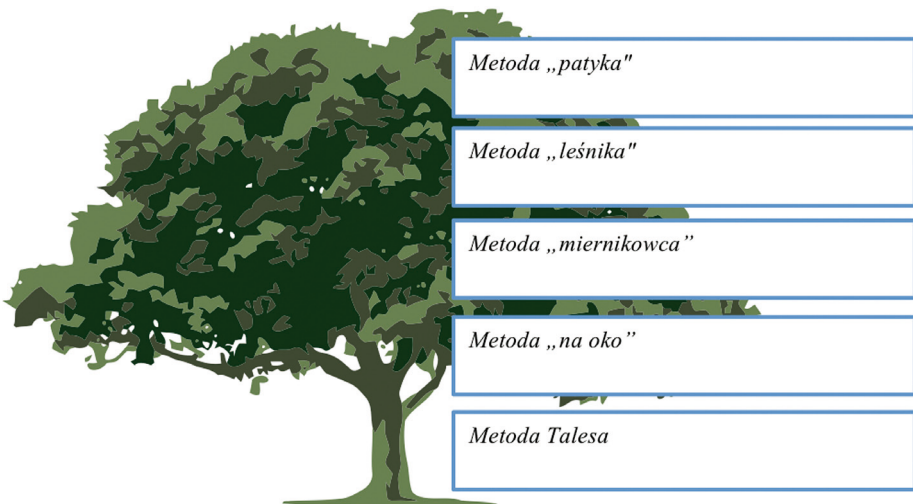 Metoda „patyka"
Metoda „leśnika"
Metoda „miernikowca”
Metoda „na oko”
Metoda Talesa